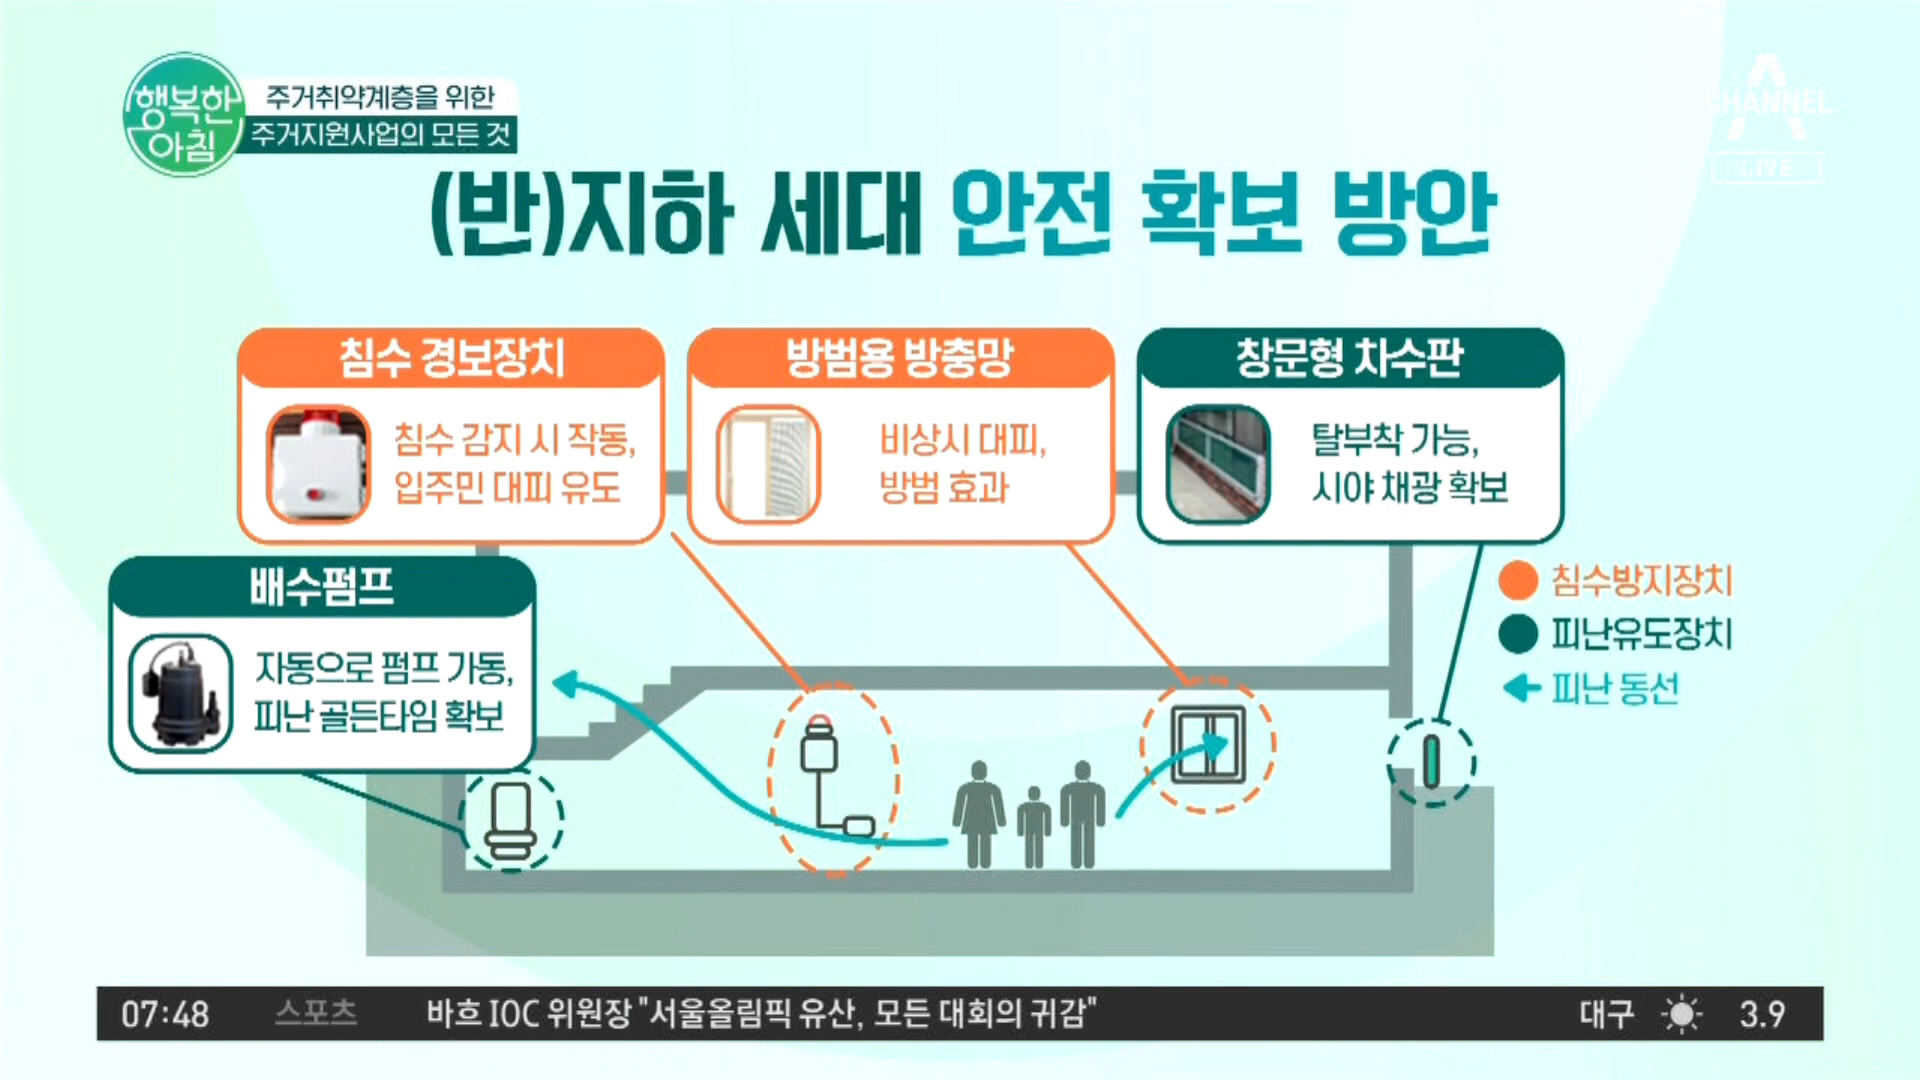 행복한
아침
주거취약계층을 위한
주거지원사업의 모든 것
CHANNEL
LIVE
(반)지하 세대 안전 확보 방안
침수 경보장치
침수 감지 시 작동,
입주민 대피 유도
방범용 방충망
비상시 대피,
방범 효과
창문형 차수판
탈부착 가능,
시야 채광 확보
배수펌프
자동으로 펌프 가동,
피난 골든타임 확보
침수방지장치
피난유도장치
피난 동선
07:48 스포츠 바흐 IOC 위원장 "서울올림픽 유산, 모든 대회의 귀감" 대구 3.9